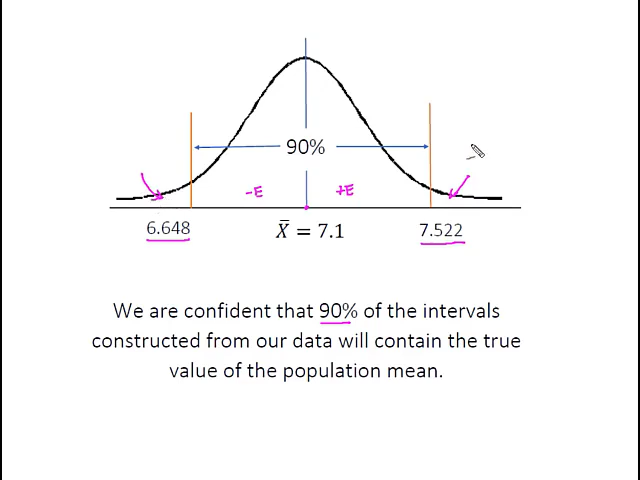 90%
-E +E
6.648 X̄ = 7.1 7.522
We are confident that 90% of the intervals
constructed from our data will contain the true
value of the population mean.